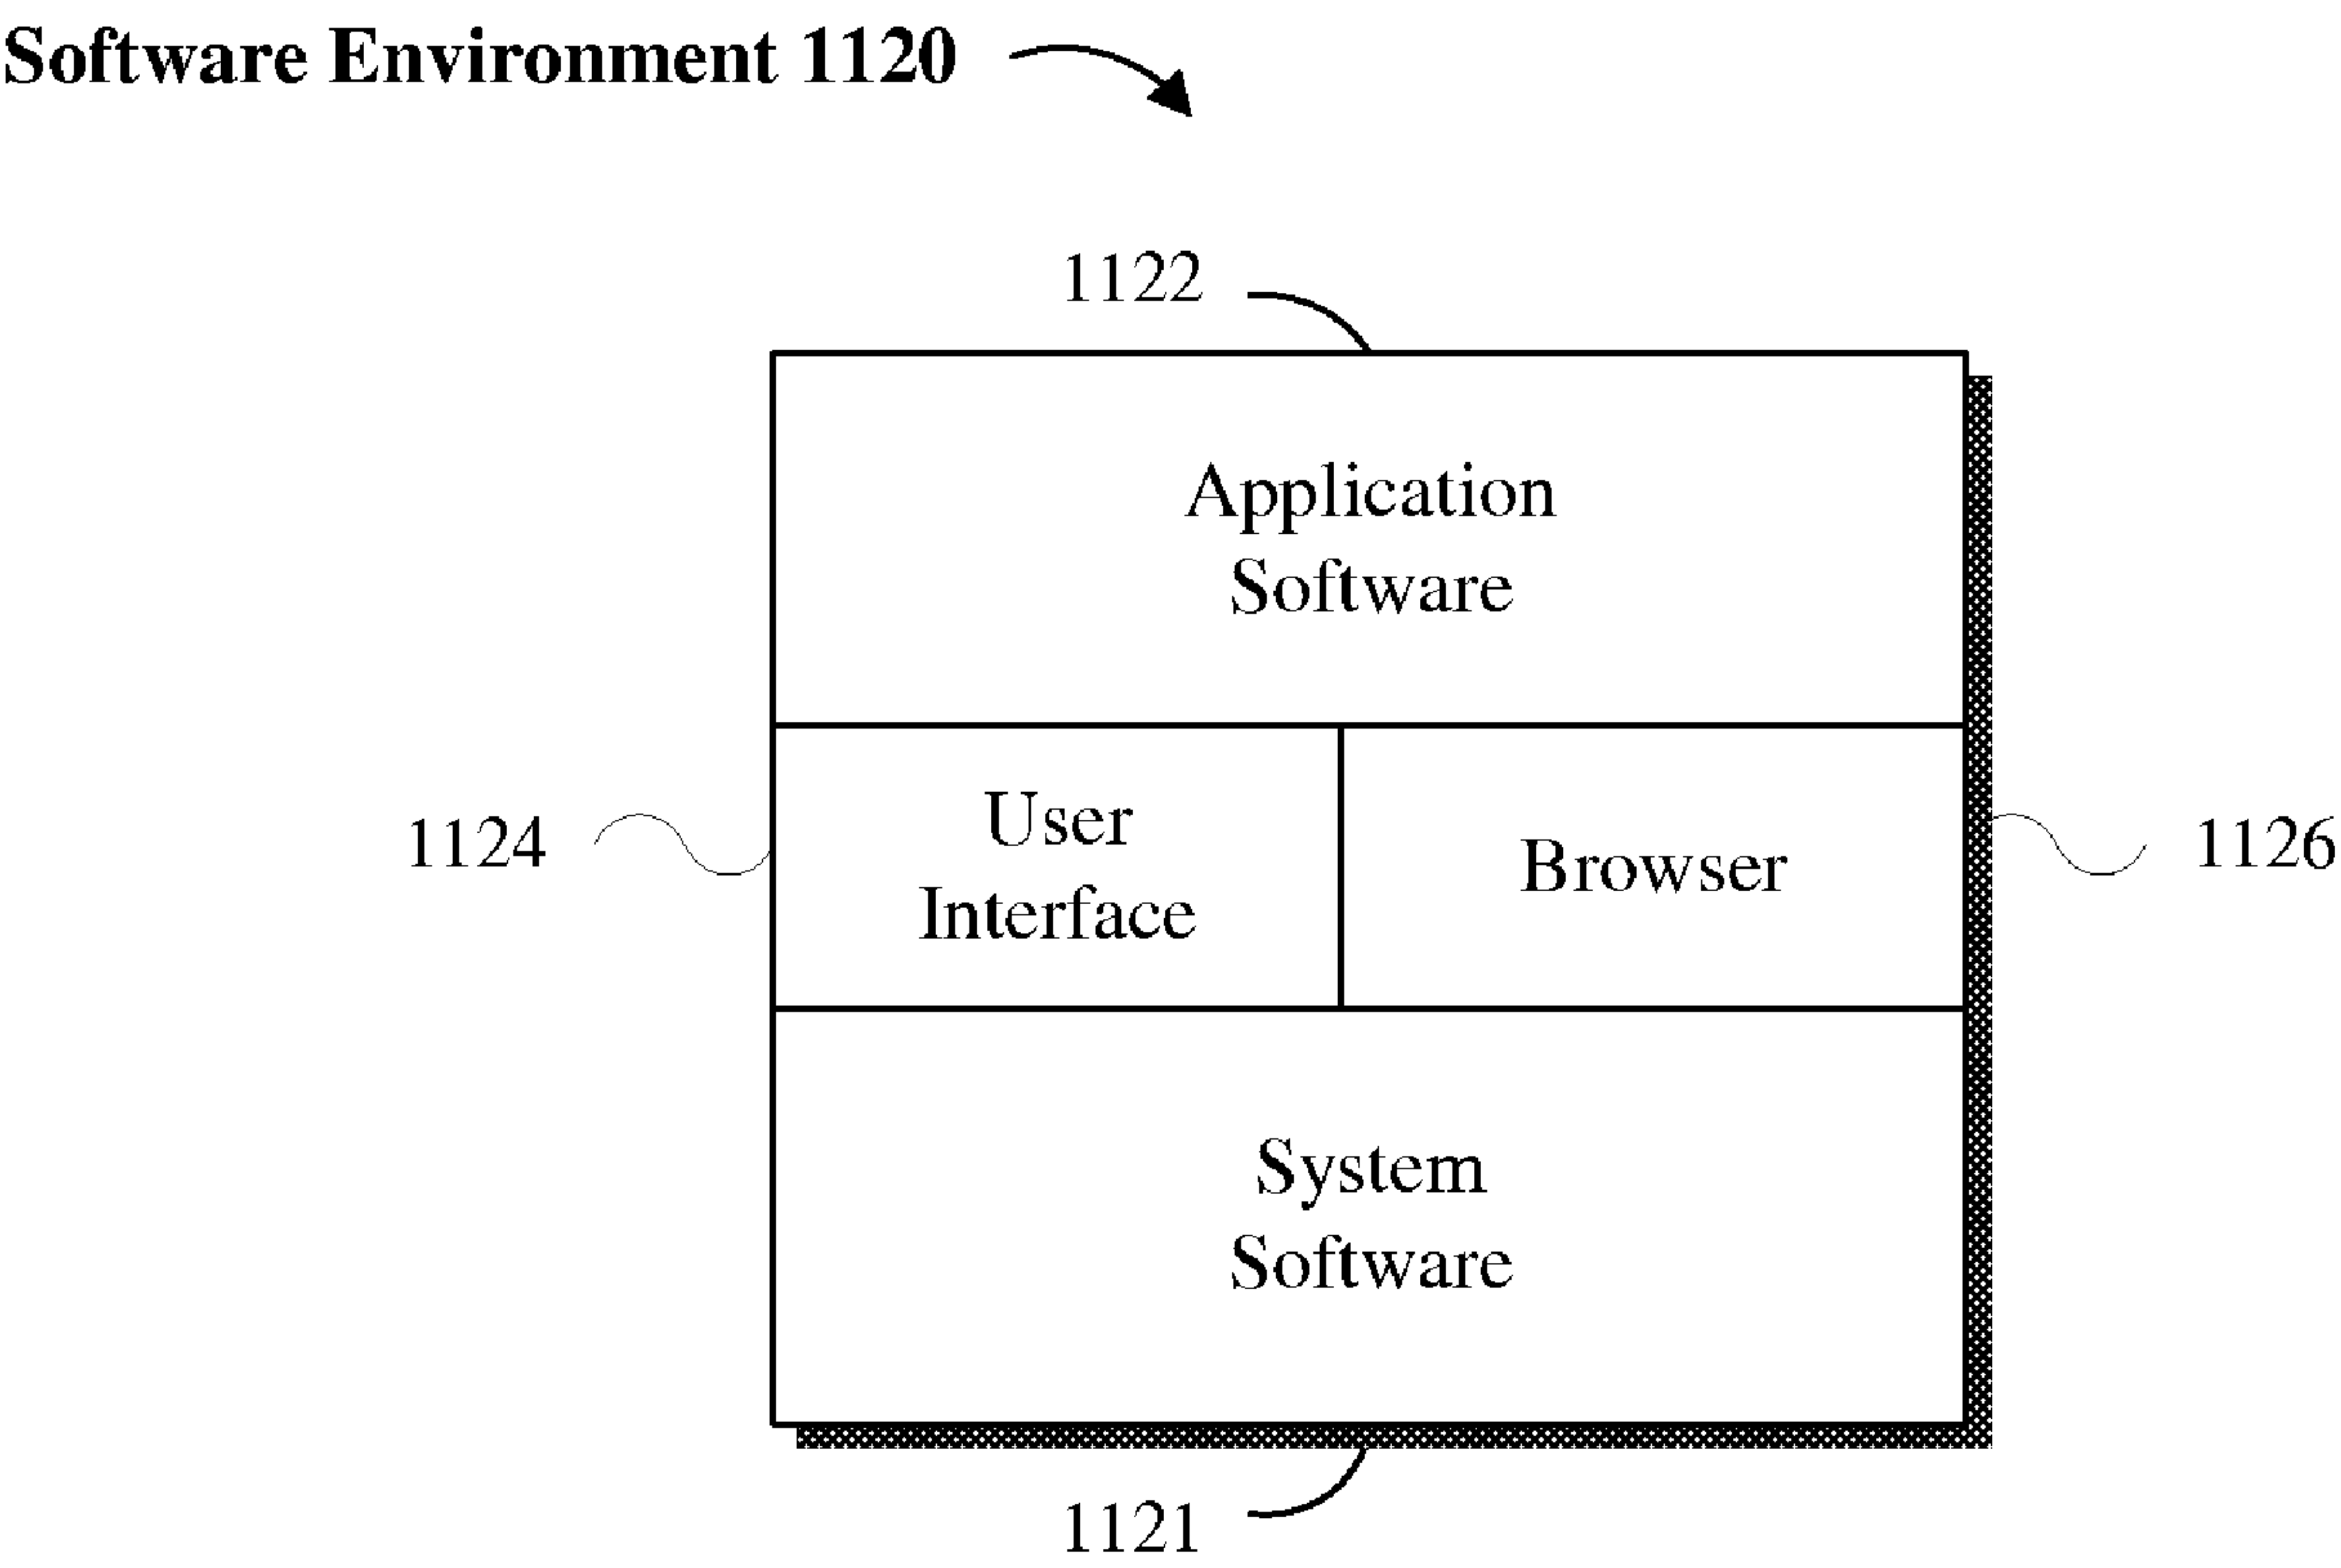 Software Environment 1120
1122
Application
Software
1124
User
Interface
Browser
1126
System
Software
1121